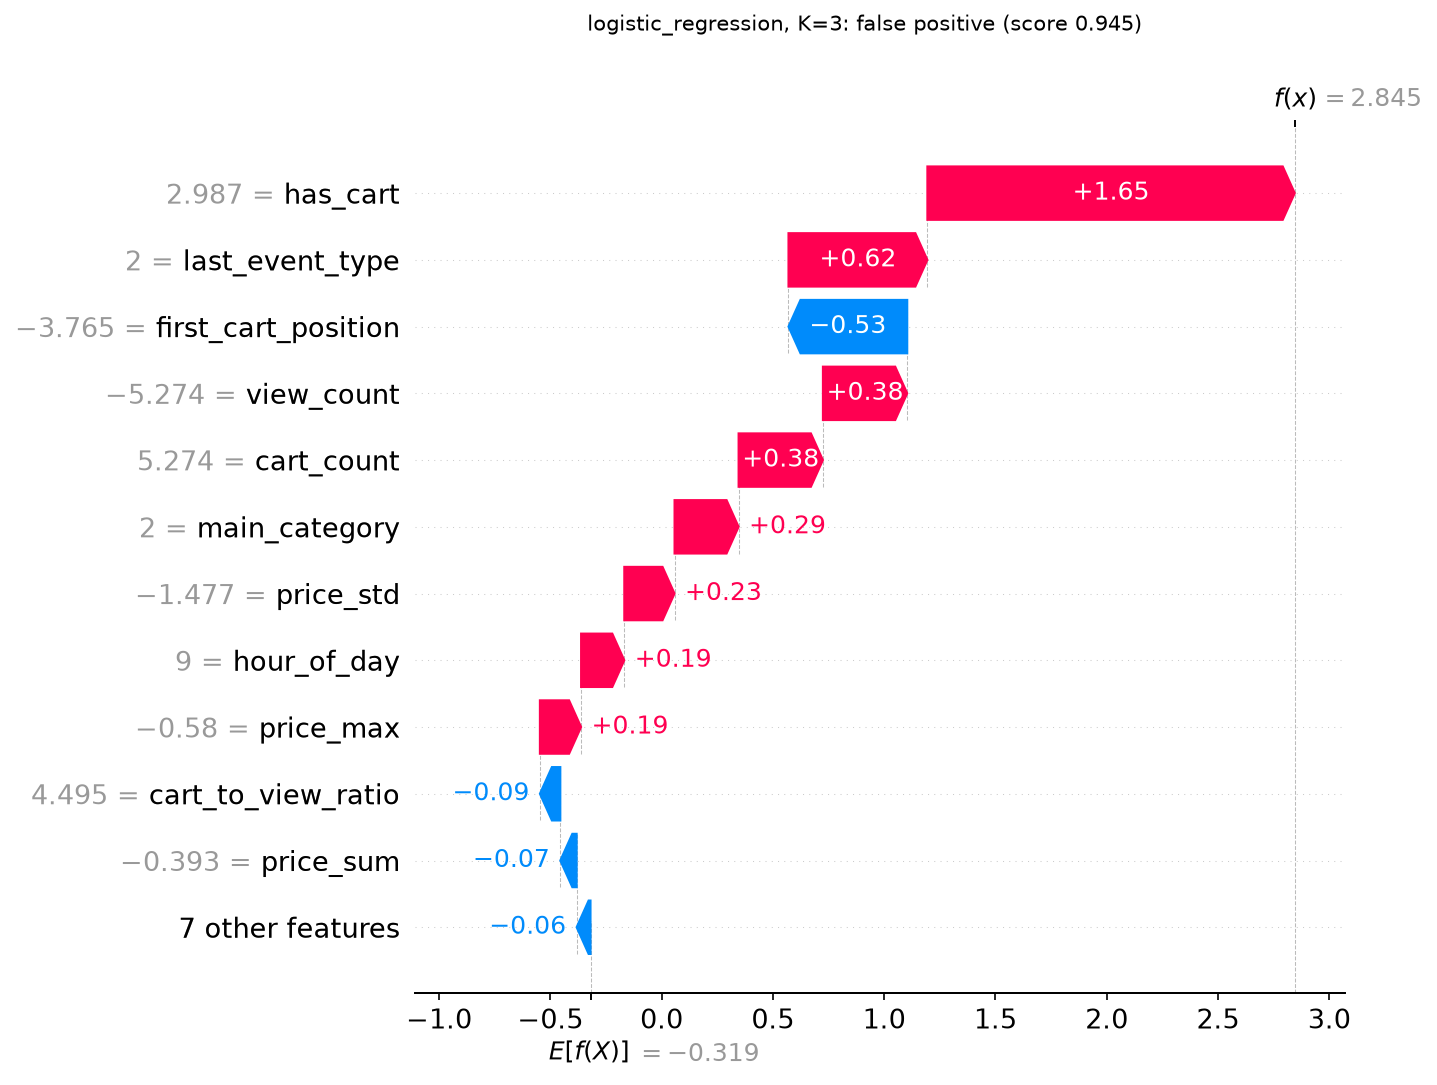 logistic_regression, K=3: false positive (score 0.945)
f(x) = 2.845
2.987 = has_cart +1.65
2 = last_event_type +0.62
−3.765 = first_cart_position −0.53
−5.274 = view_count +0.38
5.274 = cart_count +0.38
2 = main_category +0.29
−1.477 = price_std +0.23
9 = hour_of_day +0.19
−0.58 = price_max +0.19
4.495 = cart_to_view_ratio −0.09
−0.393 = price_sum −0.07
7 other features −0.06
−1.0 −0.5 0.0 0.5 1.0 1.5 2.0 2.5 3.0
E[f(X)] = −0.319